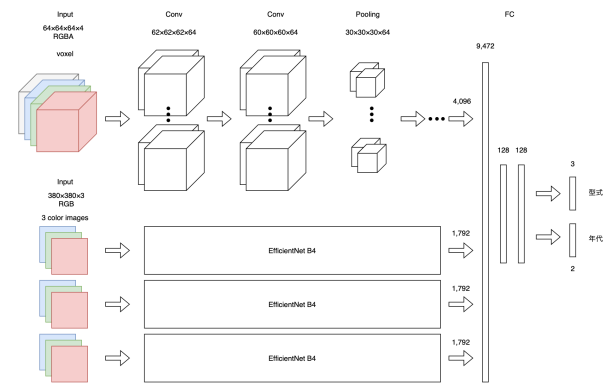 Input
Conv
Conv
Pooling
FC
64×64×64×4
RGBA
62×62×62×64
60×60×60×64
30×30×30×64
voxel
9,472
4,096
128
128
3
型式
年代
2
Input
380×380×3
RGB
3 color images
EfficientNet B4
1,792
EfficientNet B4
1,792
EfficientNet B4
1,792